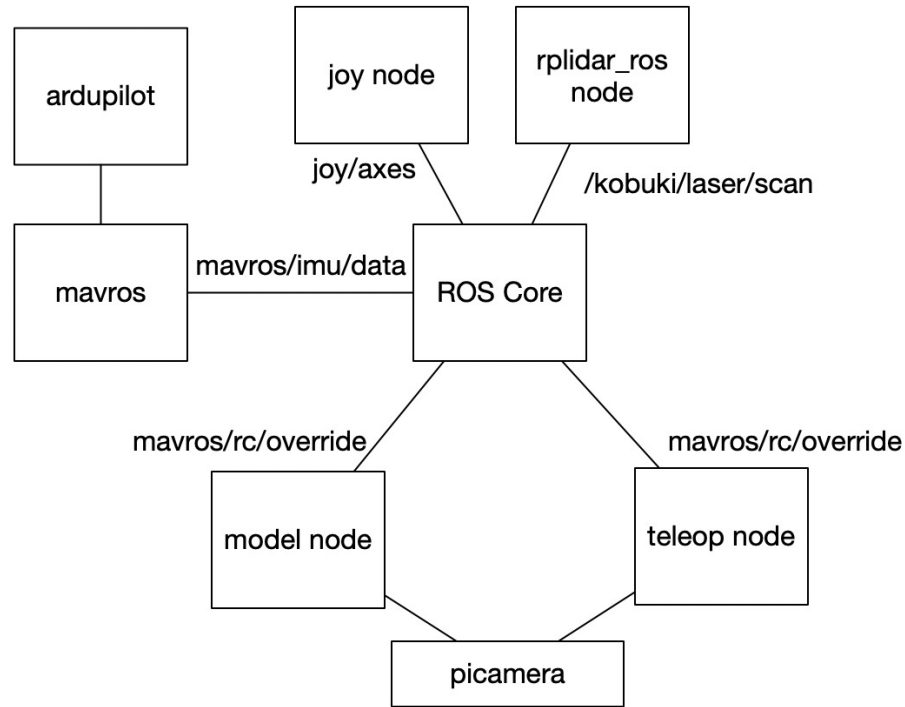 ardupilot
joy node
rplidar_ros
node
joy/axes
/kobuki/laser/scan
mavros
mavros/imu/data
ROS Core
mavros/rc/override
mavros/rc/override
model node
teleop node
picamera